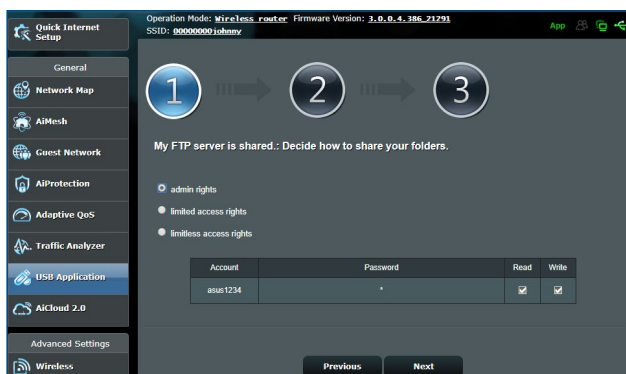 Quick Internet
Setup
Operation Mode: Wireless router Firmware Version: 3.0.0.4.386_21291
SSID: 00000000johnny
App
General
Network Map
AiMesh
Guest Network
AiProtection
Adaptive QoS
Traffic Analyzer
USB Application
AiCloud 2.0
Advanced Settings
Wireless
1 2 3
My FTP server is shared.: Decide how to share your folders.
admin rights
limited access rights
limitless access rights
Account Password Read Write
asus1234 *
Previous Next